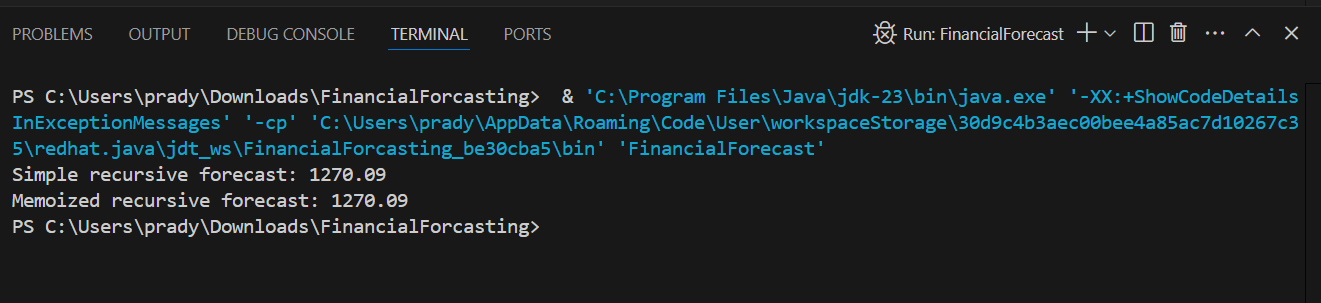 PROBLEMS OUTPUT DEBUG CONSOLE TERMINAL PORTS Run: FinancialForecast
PS C:\Users\prady\Downloads\FinancialForcasting>  & 'C:\Program Files\Java\jdk-23\bin\java.exe' '-XX:+ShowCodeDetails
InExceptionMessages' '-cp' 'C:\Users\prady\AppData\Roaming\Code\User\workspaceStorage\30d9c4b3aec00bee4a85ac7d10267c3
5\redhat.java\jdt_ws\FinancialForcasting_be30cba5\bin' 'FinancialForecast'
Simple recursive forecast: 1270.09
Memoized recursive forecast: 1270.09
PS C:\Users\prady\Downloads\FinancialForcasting>